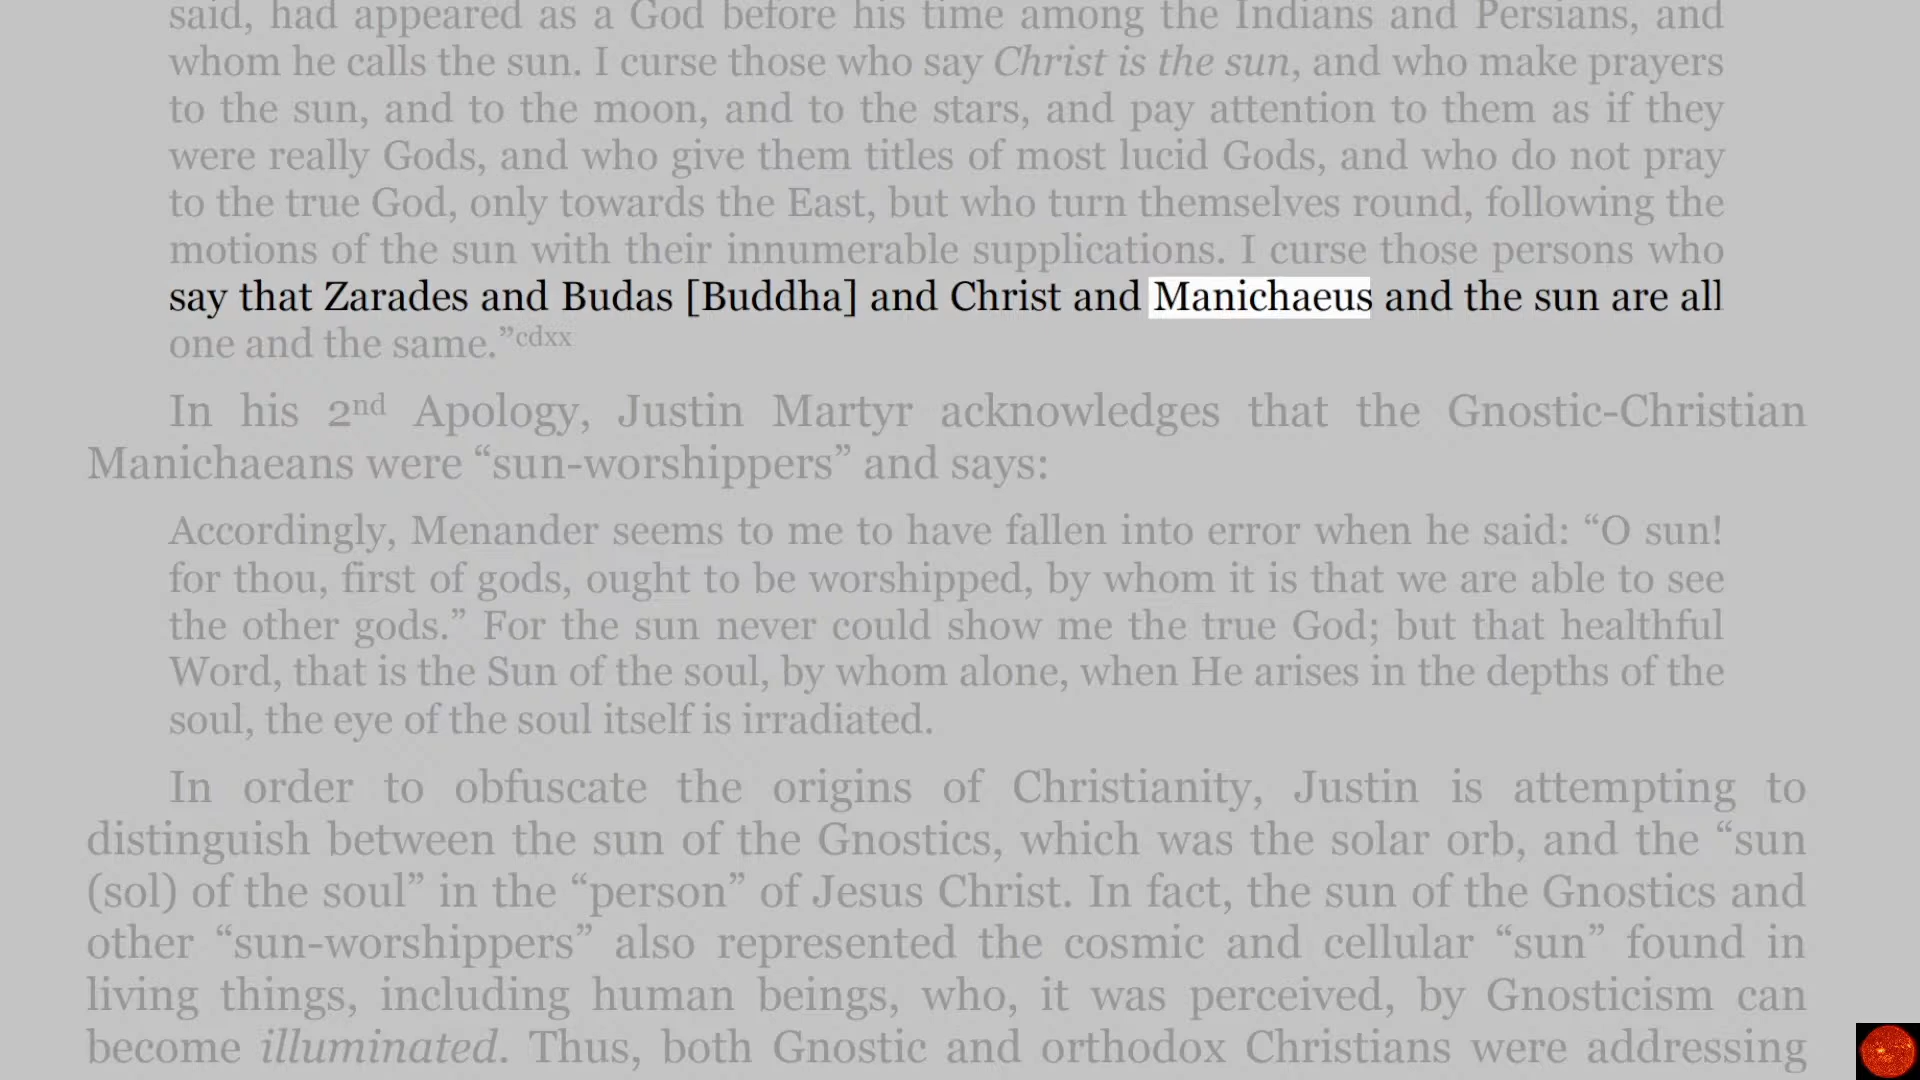 said, had appeared as a God before his time among the Indians and Persians, and
whom he calls the sun. I curse those who say Christ is the sun, and who make prayers
to the sun, and to the moon, and to the stars, and pay attention to them as if they
were really Gods, and who give them titles of most lucid Gods, and who do not pray
to the true God, only towards the East, but who turn themselves round, following the
motions of the sun with their innumerable supplications. I curse those persons who
say that Zarades and Budas [Buddha] and Christ and Manichaeus and the sun are all
one and the same.”cdxx
In his 2nd Apology, Justin Martyr acknowledges that the Gnostic-Christian
Manichaeans were “sun-worshippers” and says:
Accordingly, Menander seems to me to have fallen into error when he said: “O sun!
for thou, first of gods, ought to be worshipped, by whom it is that we are able to see
the other gods.” For the sun never could show me the true God; but that healthful
Word, that is the Sun of the soul, by whom alone, when He arises in the depths of the
soul, the eye of the soul itself is irradiated.
In order to obfuscate the origins of Christianity, Justin is attempting to
distinguish between the sun of the Gnostics, which was the solar orb, and the “sun
(sol) of the soul” in the “person” of Jesus Christ. In fact, the sun of the Gnostics and
other “sun-worshippers” also represented the cosmic and cellular “sun” found in
living things, including human beings, who, it was perceived, by Gnosticism can
become illuminated. Thus, both Gnostic and orthodox Christians were addressing